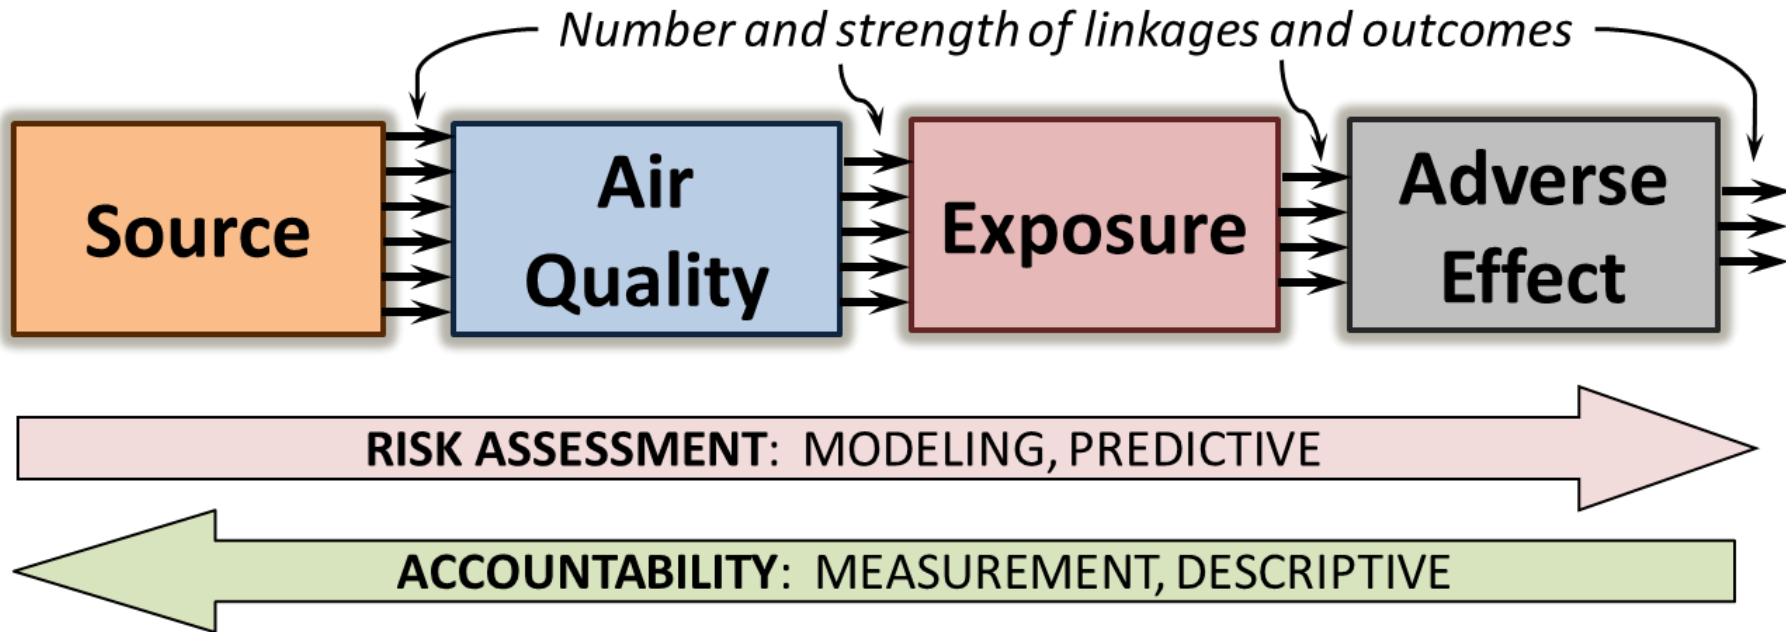 Number and strength of linkages and outcomes
Source
Air
Quality
Exposure
Adverse
Effect
RISK ASSESSMENT: MODELING, PREDICTIVE
ACCOUNTABILITY: MEASUREMENT, DESCRIPTIVE